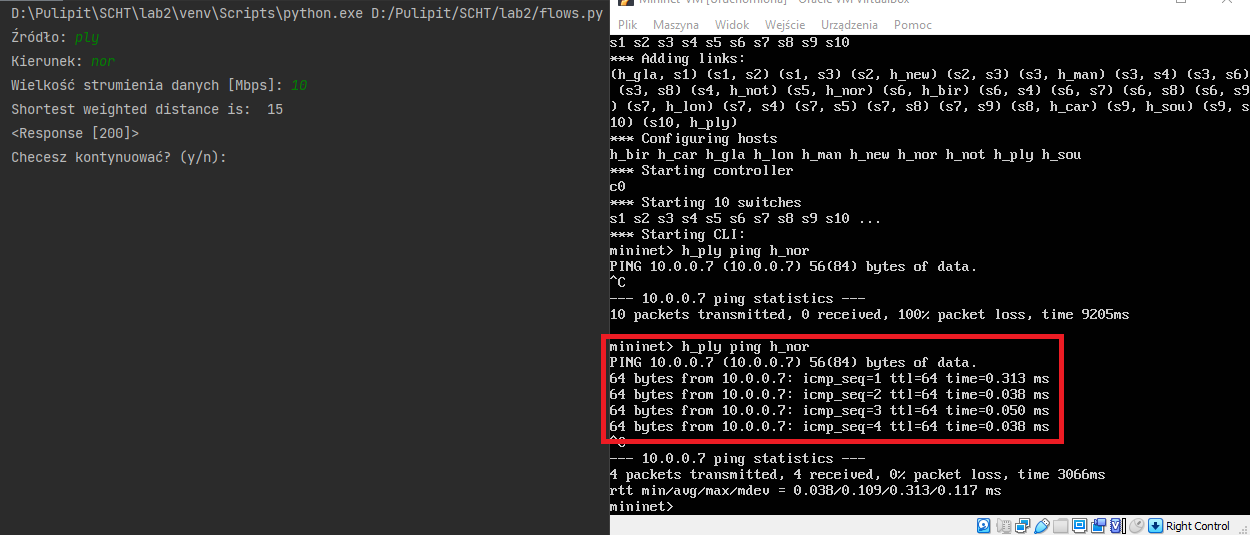 D:\Pulipit\SCHT\lab2\venv\Scripts\python.exe D:/Pulipit/SCHT/lab2/flows.py
Źródło: ply
Kierunek: nor
Wielkość strumienia danych [Mbps]: 10
Shortest weighted distance is:  15
<Response [200]>
Checesz kontynuować? (y/n):
Plik Maszyna Widok Wejście Urządzenia Pomoc
s1 s2 s3 s4 s5 s6 s7 s8 s9 s10
*** Adding links:
(h_gla, s1) (s1, s2) (s1, s3) (s2, h_new) (s2, s3) (s3, h_man) (s3, s4) (s3, s6)
 (s3, s8) (s4, h_not) (s5, h_nor) (s6, h_bir) (s6, s4) (s6, s7) (s6, s8) (s6, s9
) (s7, h_lon) (s7, s4) (s7, s5) (s7, s8) (s7, s9) (s8, h_car) (s9, h_sou) (s9, s
10) (s10, h_ply)
*** Configuring hosts
h_bir h_car h_gla h_lon h_man h_new h_nor h_not h_ply h_sou
*** Starting controller
c0
*** Starting 10 switches
s1 s2 s3 s4 s5 s6 s7 s8 s9 s10 ...
*** Starting CLI:
mininet> h_ply ping h_nor
PING 10.0.0.7 (10.0.0.7) 56(84) bytes of data.
^C
--- 10.0.0.7 ping statistics ---
10 packets transmitted, 0 received, 100% packet loss, time 9205ms
mininet> h_ply ping h_nor
PING 10.0.0.7 (10.0.0.7) 56(84) bytes of data.
64 bytes from 10.0.0.7: icmp_seq=1 ttl=64 time=0.313 ms
64 bytes from 10.0.0.7: icmp_seq=2 ttl=64 time=0.038 ms
64 bytes from 10.0.0.7: icmp_seq=3 ttl=64 time=0.050 ms
64 bytes from 10.0.0.7: icmp_seq=4 ttl=64 time=0.038 ms
^C
--- 10.0.0.7 ping statistics ---
4 packets transmitted, 4 received, 0% packet loss, time 3066ms
rtt min/avg/max/mdev = 0.038/0.109/0.313/0.117 ms
mininet>
Right Control